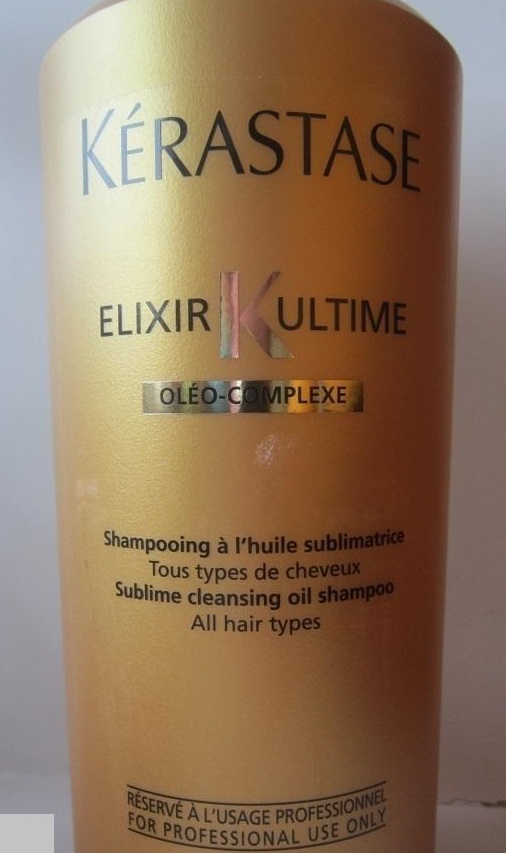 KÉRASTASE
ELIXIR K ULTIME
OLÉO-COMPLEXE
Shampooing à l'huile sublimatrice
Tous types de cheveux
Sublime cleansing oil shampoo
All hair types
RÉSERVÉ À L'USAGE PROFESSIONNEL
FOR PROFESSIONAL USE ONLY